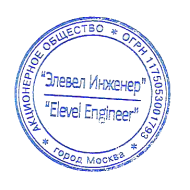 АКЦИОНЕРНОЕ ОБЩЕСТВО * ОГРН 1175053001793
* город Москва *
"Элевел Инженер"
"Elevel Engineer"